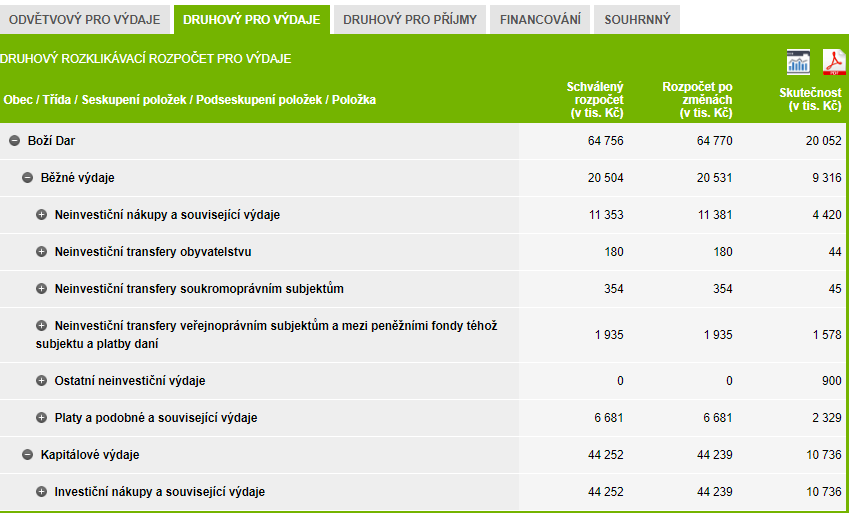 ODVĚTVOVÝ PRO VÝDAJE DRUHOVÝ PRO VÝDAJE DRUHOVÝ PRO PŘÍJMY FINANCOVÁNÍ SOUHRNNÝ
DRUHOVÝ ROZKLIKÁVACÍ ROZPOČET PRO VÝDAJE
Obec / Třída / Seskupení položek / Podseskupení položek / Položka
Schválený rozpočet (v tis. Kč)
Rozpočet po změnách (v tis. Kč)
Skutečnost (v tis. Kč)
Boží Dar 64 756 64 770 20 052
Běžné výdaje 20 504 20 531 9 316
Neinvestiční nákupy a související výdaje 11 353 11 381 4 420
Neinvestiční transfery obyvatelstvu 180 180 44
Neinvestiční transfery soukromoprávním subjektům 354 354 45
Neinvestiční transfery veřejnoprávním subjektům a mezi peněžními fondy téhož
subjektu a platby daní 1 935 1 935 1 578
Ostatní neinvestiční výdaje 0 0 900
Platy a podobné a související výdaje 6 681 6 681 2 329
Kapitálové výdaje 44 252 44 239 10 736
Investiční nákupy a související výdaje 44 252 44 239 10 736